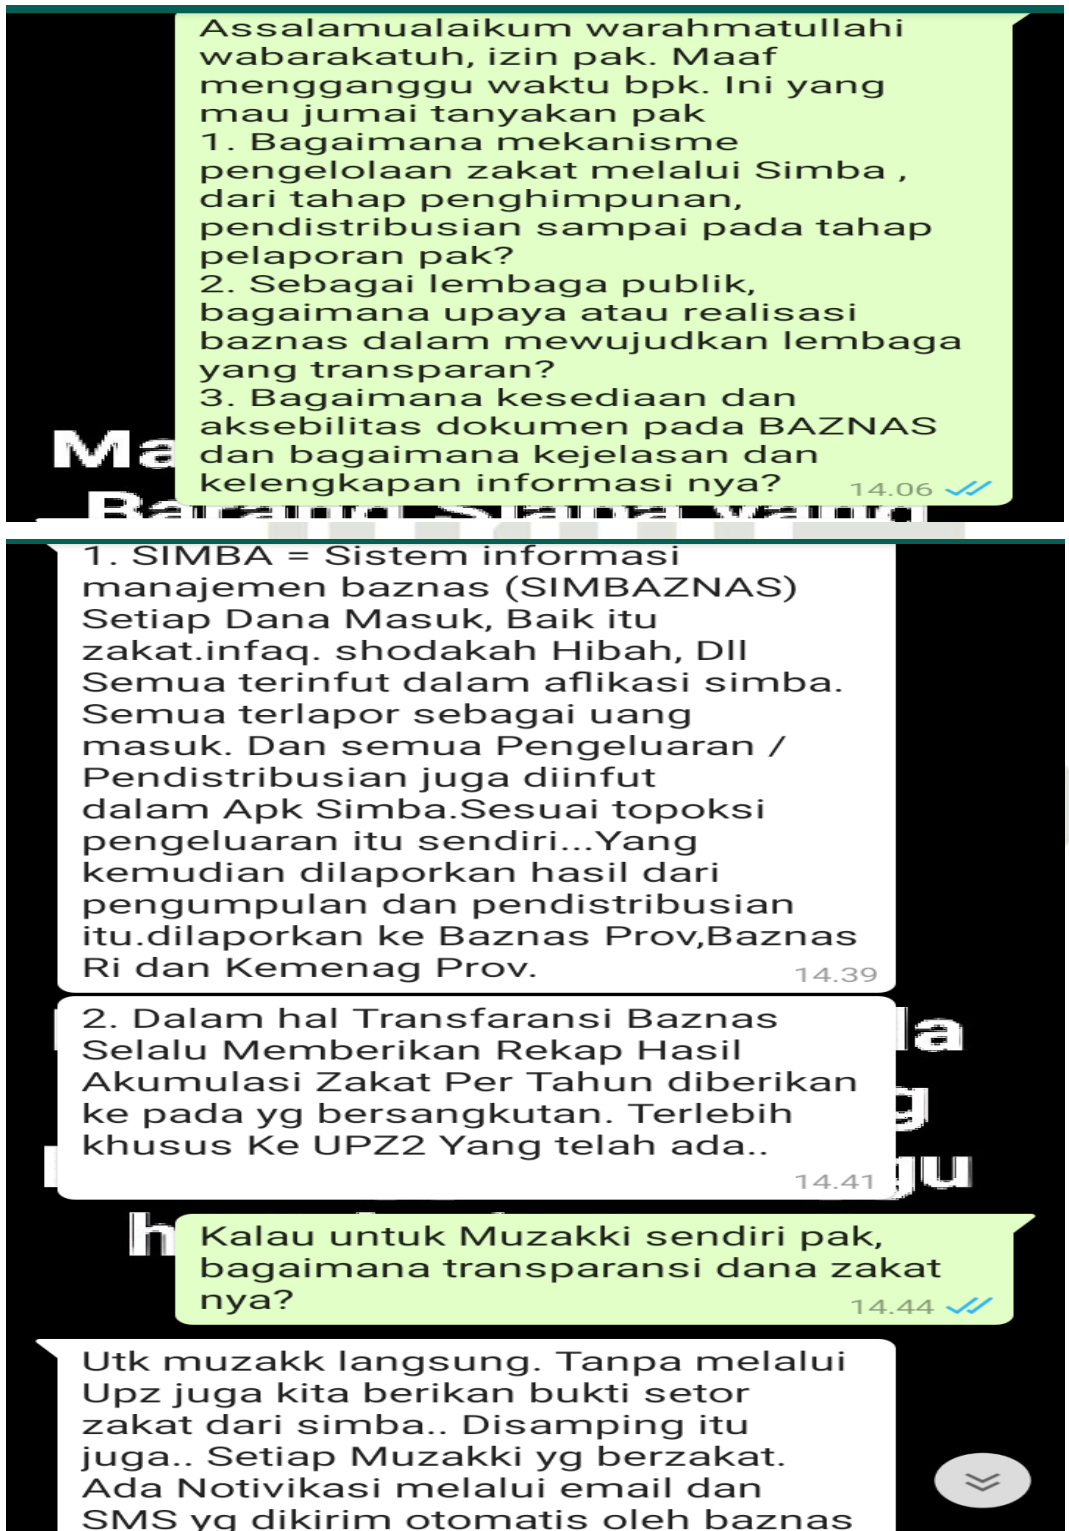 Assalamualaikum warahmatullahi
wabarakatuh, izin pak. Maaf
mengganggu waktu bpk. Ini yang
mau jumai tanyakan pak
1. Bagaimana mekanisme
pengelolaan zakat melalui Simba ,
dari tahap penghimpunan,
pendistribusian sampai pada tahap
pelaporan pak?
2. Sebagai lembaga publik,
bagaimana upaya atau realisasi
baznas dalam mewujudkan lembaga
yang transparan?
3. Bagaimana kesediaan dan
aksebilitas dokumen pada BAZNAS
dan bagaimana kejelasan dan
kelengkapan informasi nya?
14.06
1. SIMBA = Sistem informasi
manajemen baznas (SIMBAZNAS)
Setiap Dana Masuk, Baik itu
zakat.infaq. shodakah Hibah, Dll
Semua terinfut dalam aflikasi simba.
Semua terlapor sebagai uang
masuk. Dan semua Pengeluaran /
Pendistribusian juga diinfut
dalam Apk Simba.Sesuai topoksi
pengeluaran itu sendiri...Yang
kemudian dilaporkan hasil dari
pengumpulan dan pendistribusian
itu.dilaporkan ke Baznas Prov,Baznas
Ri dan Kemenag Prov.
14.39
2. Dalam hal Transfaransi Baznas
Selalu Memberikan Rekap Hasil
Akumulasi Zakat Per Tahun diberikan
ke pada yg bersangkutan. Terlebih
khusus Ke UPZ2 Yang telah ada..
14.41
Kalau untuk Muzakki sendiri pak,
bagaimana transparansi dana zakat
nya?
14.44
Utk muzakk langsung. Tanpa melalui
Upz juga kita berikan bukti setor
zakat dari simba.. Disamping itu
juga.. Setiap Muzakki yg berzakat.
Ada Notivikasi melalui email dan
SMS yg dikirim otomatis oleh baznas